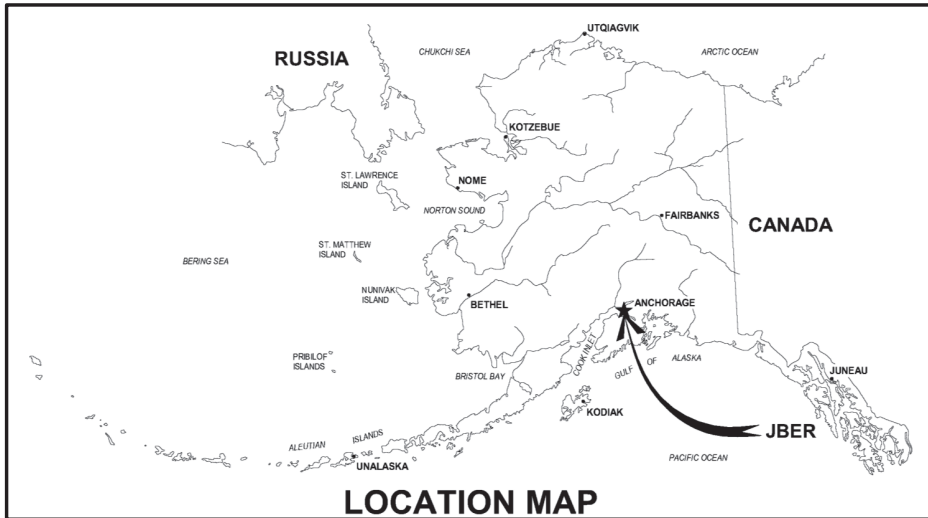 UTQIAGVIK
CHUKCHI SEA
ARCTIC OCEAN
RUSSIA
KOTZEBUE
ST. LAWRENCE
ISLAND
NOME
NORTON SOUND
FAIRBANKS
CANADA
ST. MATTHEW
ISLAND
BERING SEA
NUNIVAK
ISLAND
BETHEL
ANCHORAGE
COOK INLET
PRIBILOF
ISLANDS
BRISTOL BAY
GULF OF ALASKA
JUNEAU
KODIAK
JBER
ALEUTIAN ISLANDS
PACIFIC OCEAN
UNALASKA
LOCATION MAP